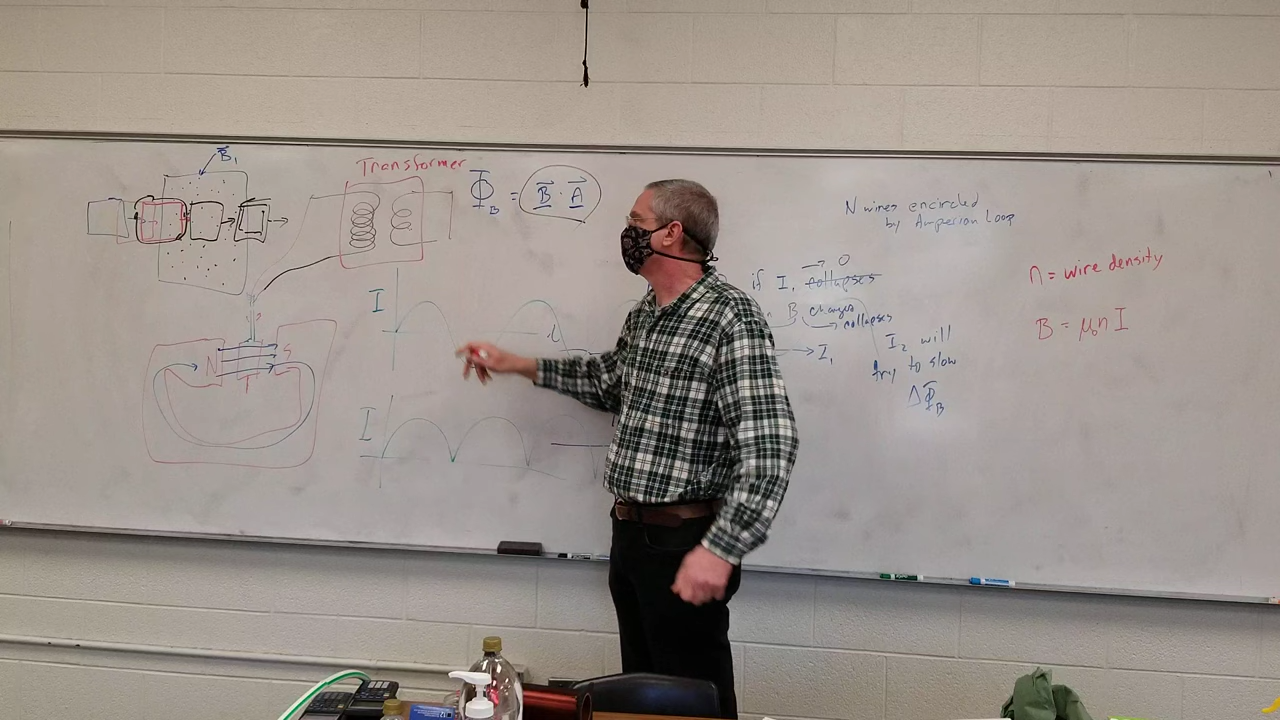 B₁
Transformer
Φ_B = B⃗ · A⃗
N wires encircled
by Amperian Loop
if I₁ collapses → 0
B changes
→ collapses
→ I₁
I₂ will
try to slow
ΔΦ_B
n = wire density
B = μ₀nI
I
t
I
N
S